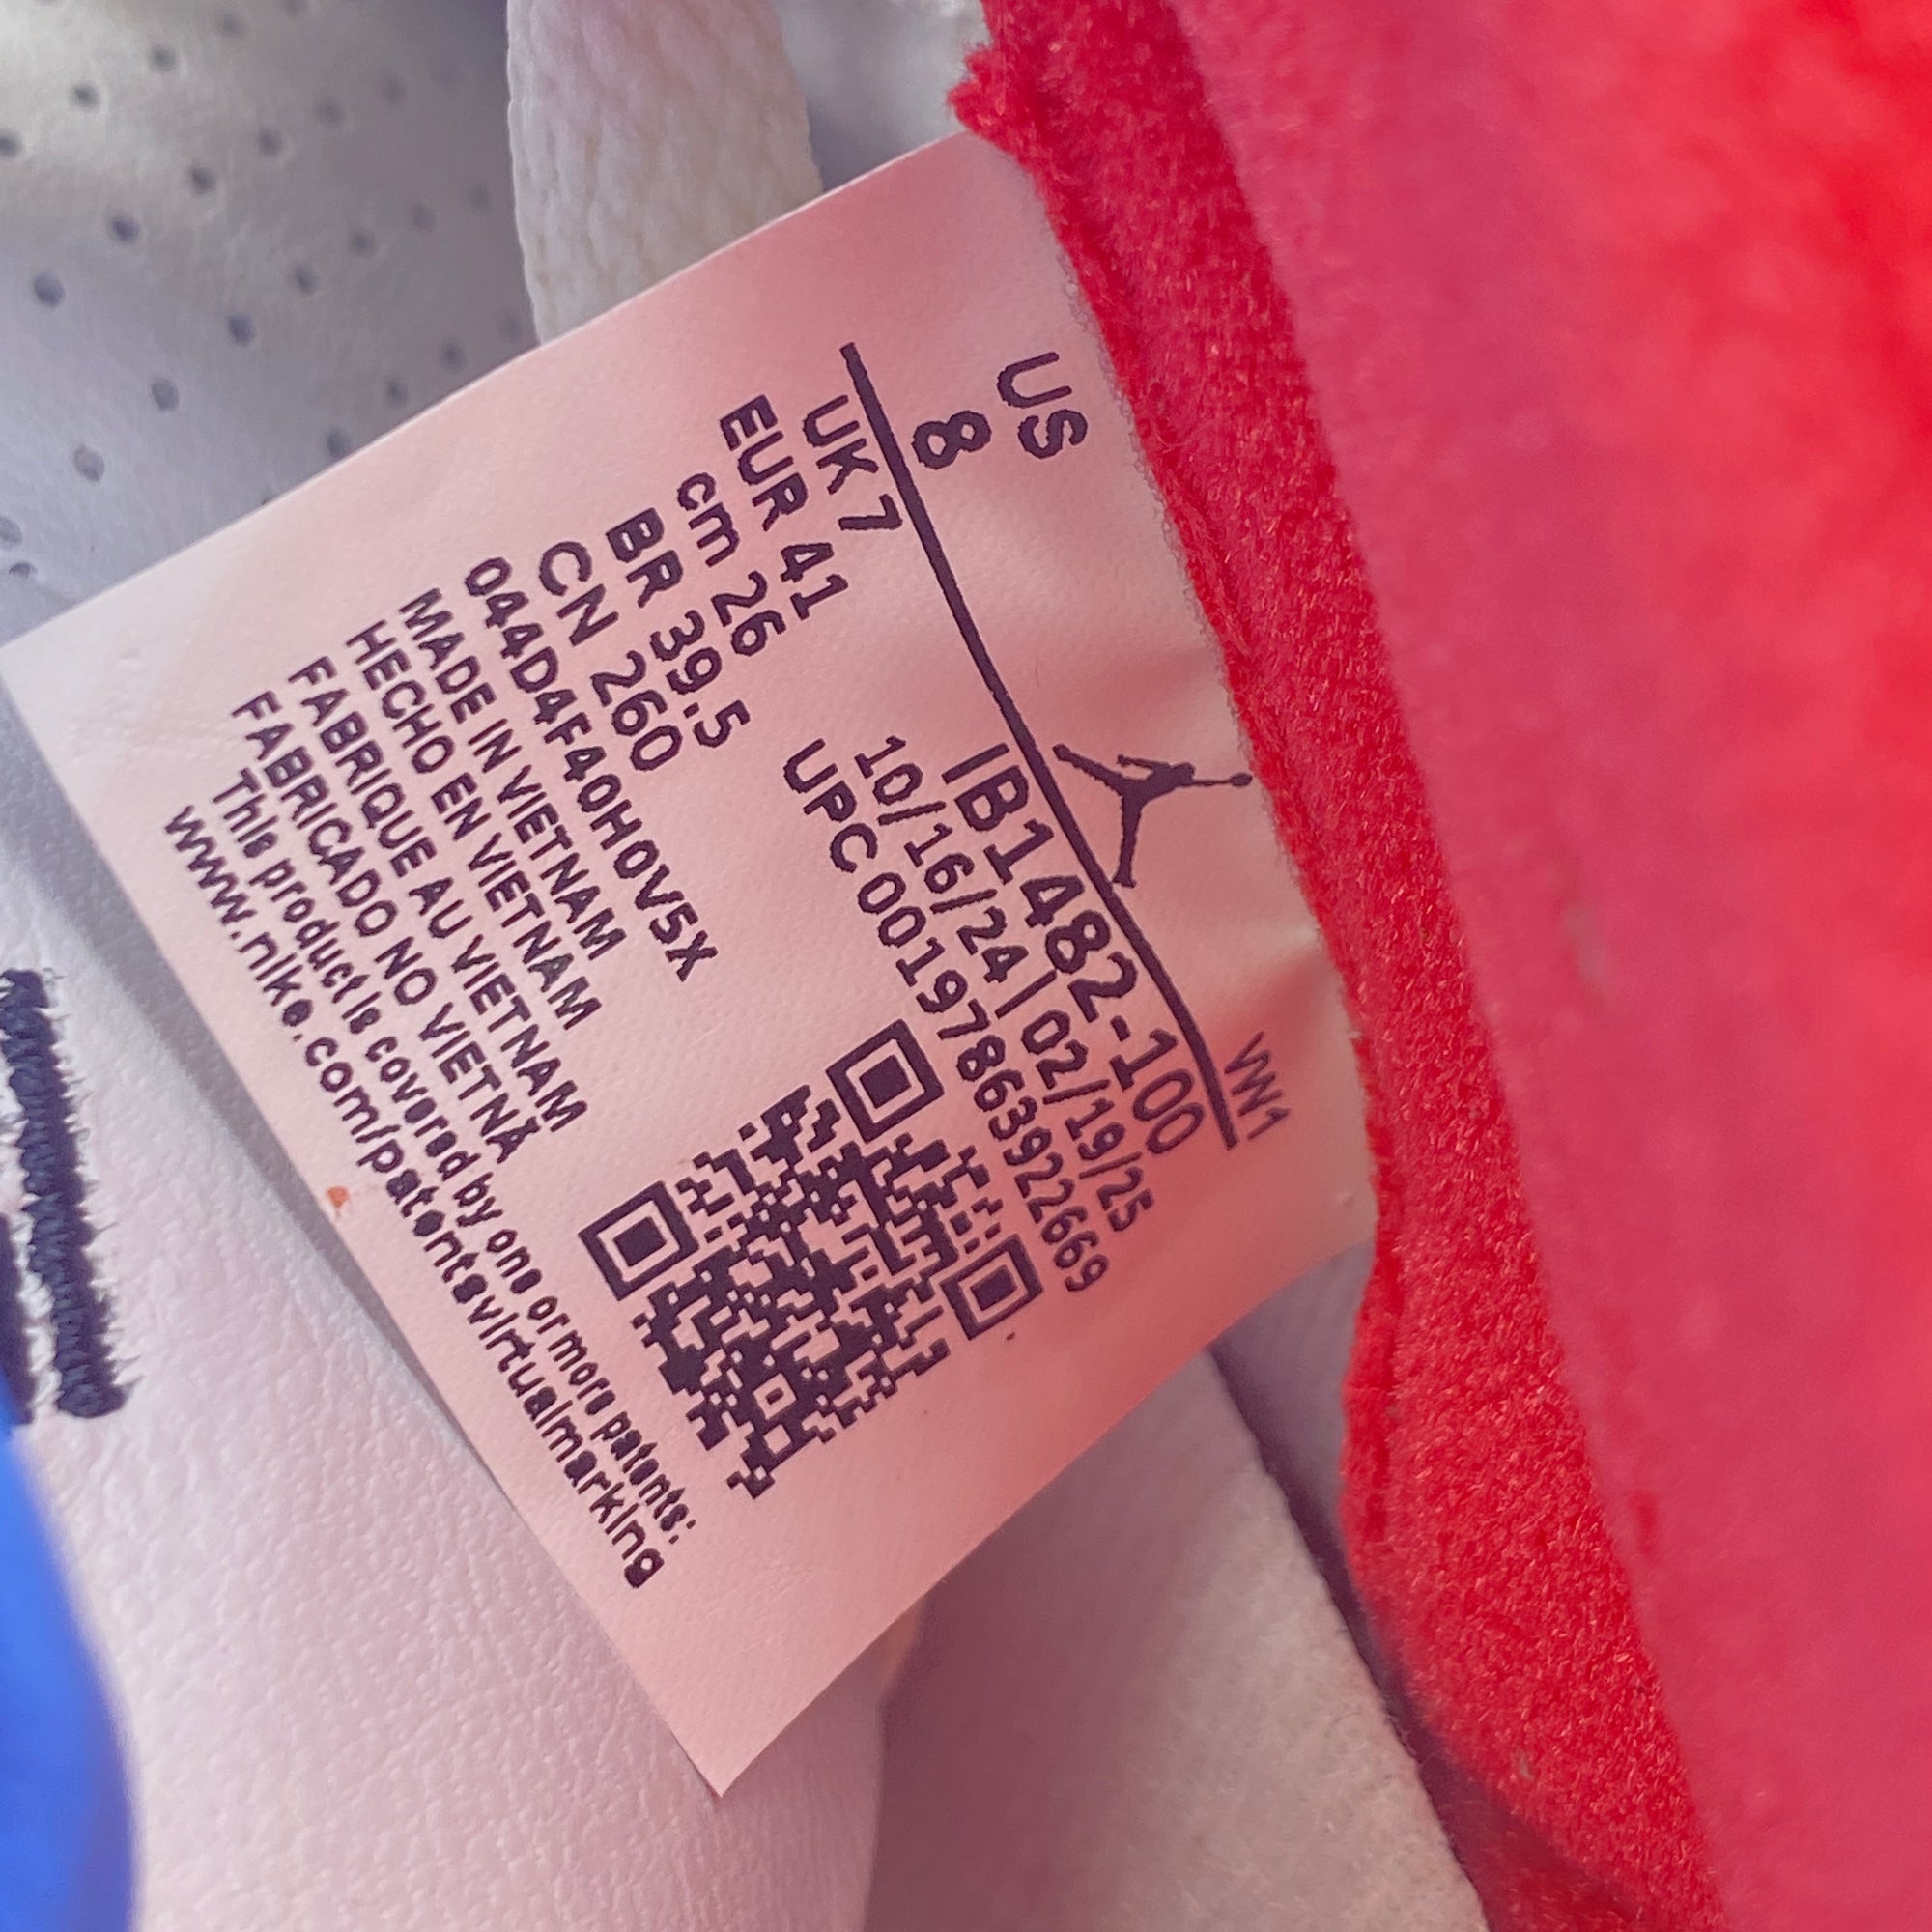 US
8
VN1
UK 7
EUR 41
cm 26
BR 39.5
CN 260
IB1482-100
10/16/24 | 02/19/25
UPC 00197863922669
044D4F40H0V5X
MADE IN VIETNAM
HECHO EN VIETNAM
FABRIQUE AU VIETNAM
FABRICADO NO VIETNÃ
This product is covered by one or more patents:
www.nike.com/patentsvirtualmarking